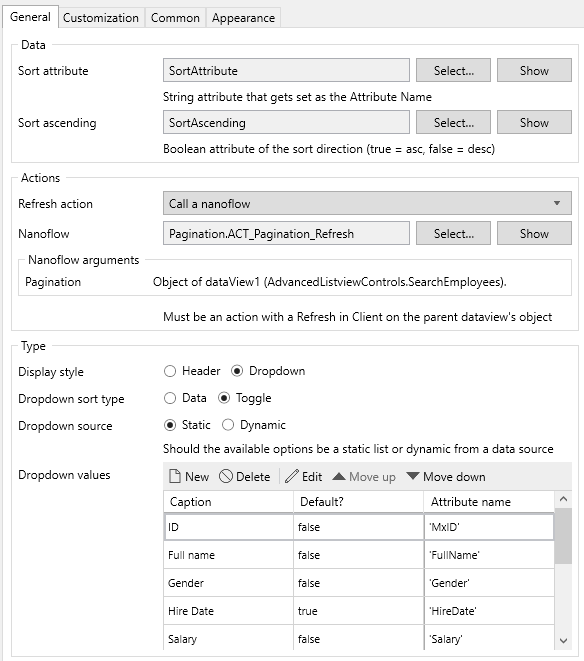 General Customization Common Appearance
Data
Sort attribute SortAttribute Select... Show
String attribute that gets set as the Attribute Name
Sort ascending SortAscending Select... Show
Boolean attribute of the sort direction (true = asc, false = desc)
Actions
Refresh action Call a nanoflow
Nanoflow Pagination.ACT_Pagination_Refresh Select... Show
Nanoflow arguments
Pagination Object of dataView1 (AdvancedListviewControls.SearchEmployees).
Must be an action with a Refresh in Client on the parent dataview's object
Type
Display style Header Dropdown
Dropdown sort type Data Toggle
Dropdown source Static Dynamic
Should the available options be a static list or dynamic from a data source
Dropdown values New Delete Edit Move up Move down
Caption Default? Attribute name
ID false 'MxID'
Full name false 'FullName'
Gender false 'Gender'
Hire Date true 'HireDate'
Salary false 'Salary'